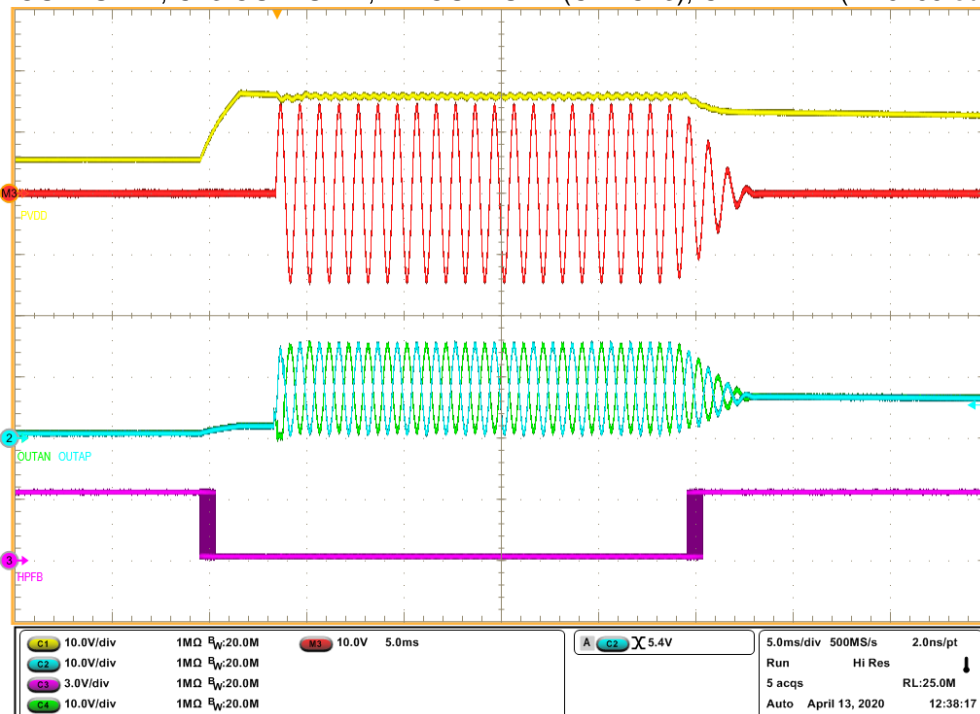 M3
PVDD
2
OUTAN OUTAP
3
HPFB
C1 10.0V/div 1MΩ BW:20.0M M3 10.0V 5.0ms A C2 5.4V 5.0ms/div 500MS/s 2.0ns/pt
C2 10.0V/div 1MΩ BW:20.0M Run Hi Res
C3 3.0V/div 1MΩ BW:20.0M 5 acqs RL:25.0M
C4 10.0V/div 1MΩ BW:20.0M Auto April 13, 2020 12:38:17